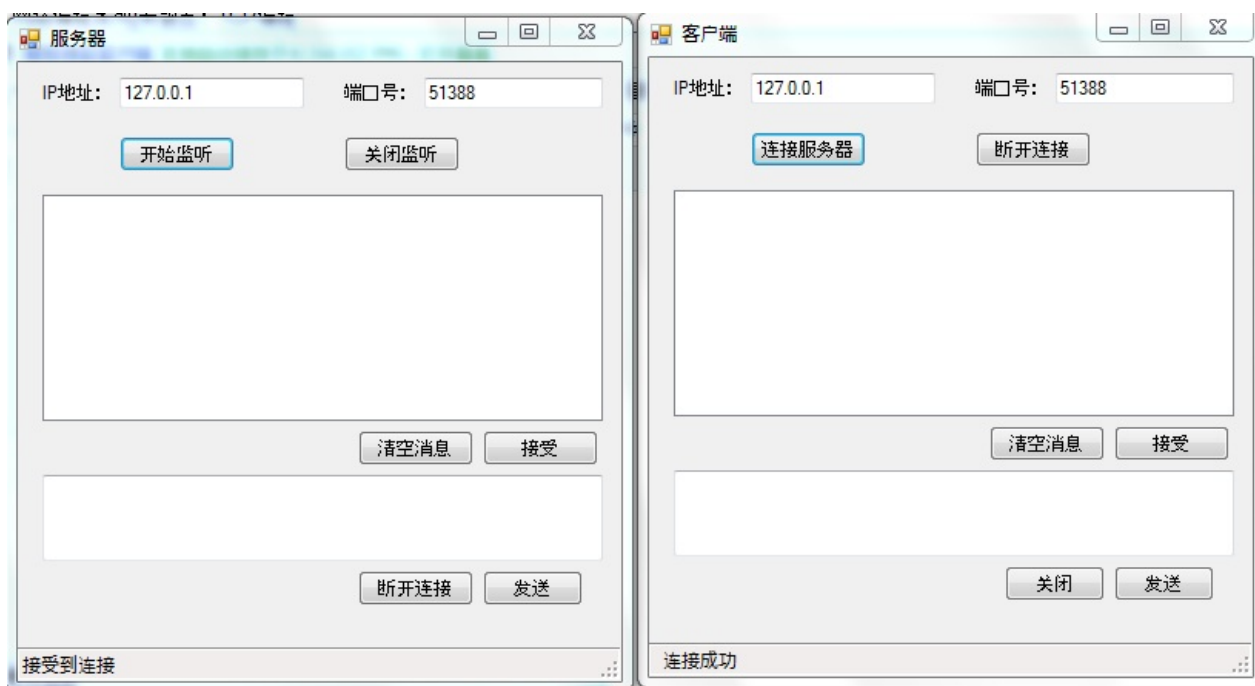 服务器
IP地址： 127.0.0.1 端口号： 51388
开始监听 关闭监听
清空消息 接受
断开连接 发送
接受到连接
客户端
IP地址： 127.0.0.1 端口号： 51388
连接服务器 断开连接
清空消息 接受
关闭 发送
连接成功